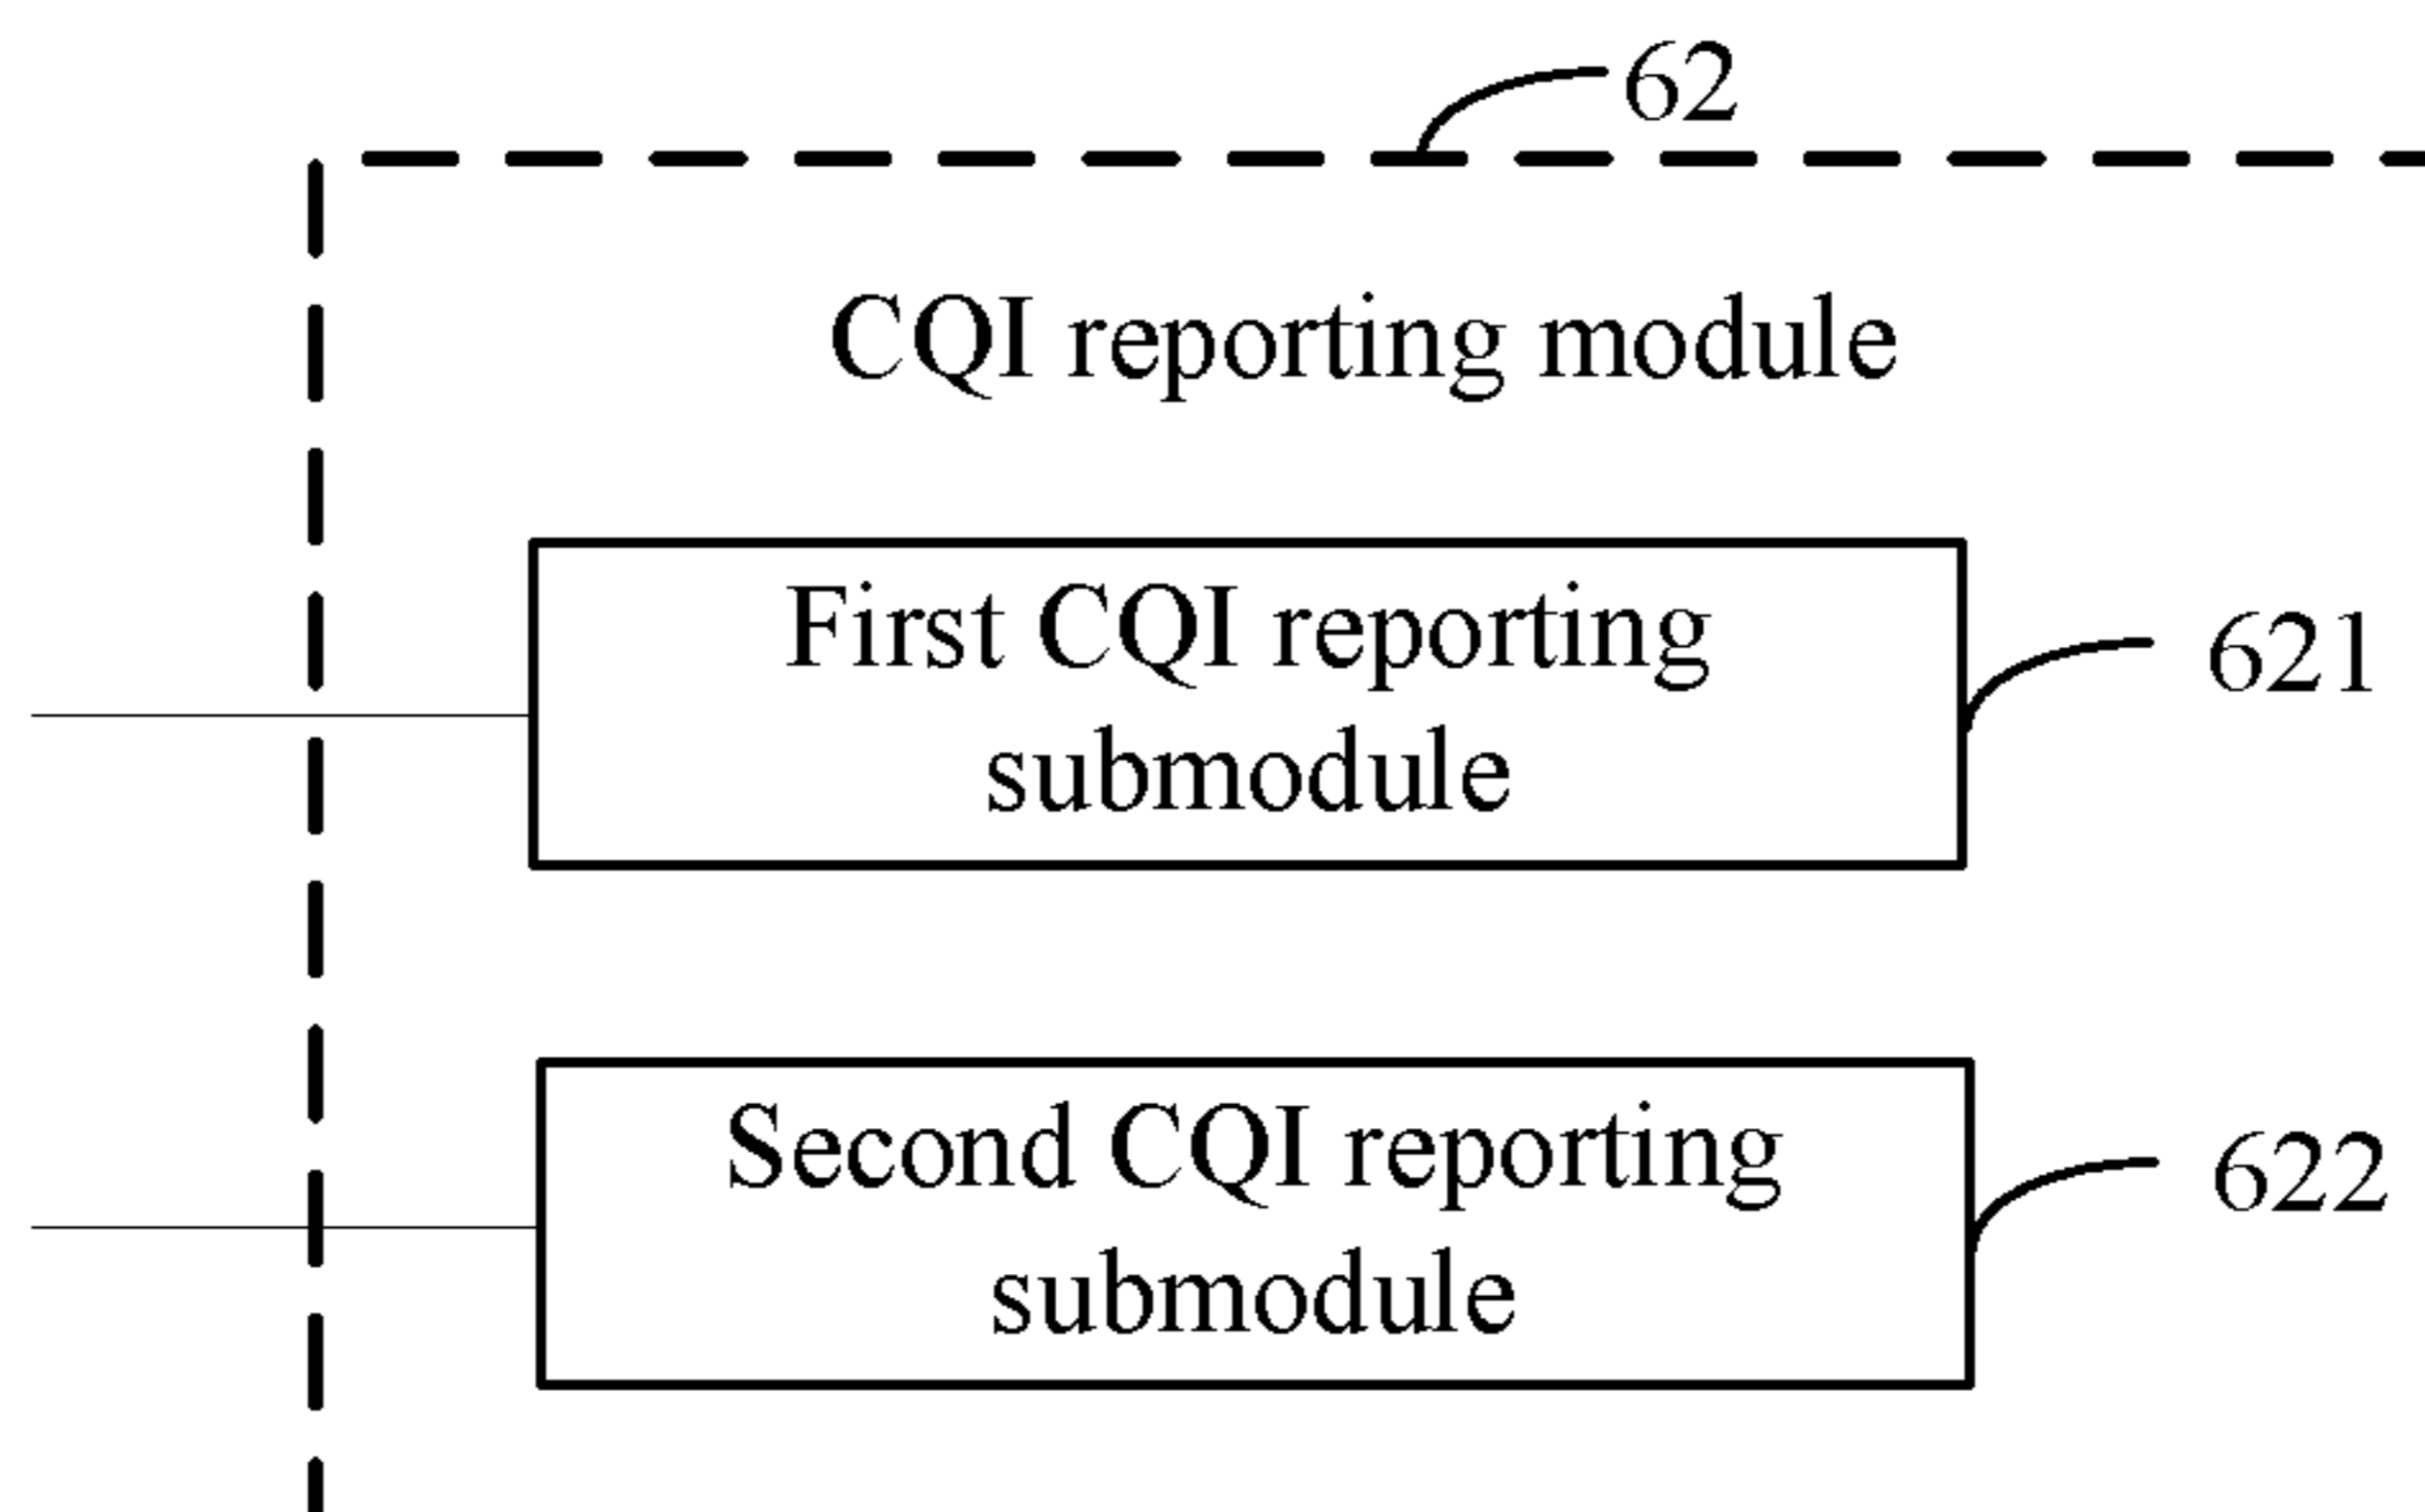 62
CQI reporting module
First CQI reporting
submodule
621
Second CQI reporting
submodule
622